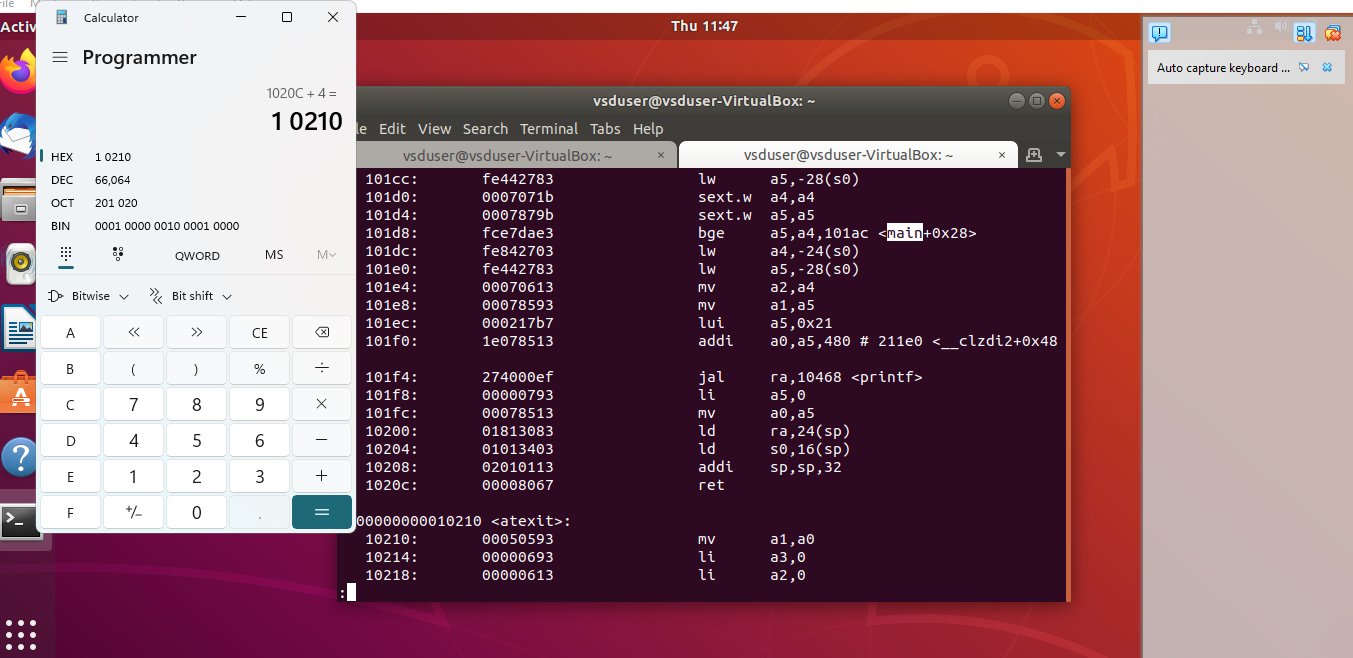 Activ
Thu 11:47
Calculator
Programmer
1020C + 4 =
1 0210
HEX 1 0210
DEC 66,064
OCT 201 020
BIN 0001 0000 0010 0001 0000
QWORD MS M
Bitwise Bit shift
A << >> CE
B ( ) % ÷
C 7 8 9 ×
D 4 5 6 −
E 1 2 3 +
F +/− 0 . =
vsduser@vsduser-VirtualBox: ~
le Edit View Search Terminal Tabs Help
vsduser@vsduser-VirtualBox: ~ × vsduser@vsduser-VirtualBox: ~ ×
101cc: fe442783 lw a5,-28(s0)
101d0: 0007071b sext.w a4,a4
101d4: 0007879b sext.w a5,a5
101d8: fce7dae3 bge a5,a4,101ac <main+0x28>
101dc: fe842703 lw a4,-24(s0)
101e0: fe442783 lw a5,-28(s0)
101e4: 00070613 mv a2,a4
101e8: 00078593 mv a1,a5
101ec: 000217b7 lui a5,0x21
101f0: 1e078513 addi a0,a5,480 # 211e0 <__clzdi2+0x48
101f4: 274000ef jal ra,10468 <printf>
101f8: 00000793 li a5,0
101fc: 00078513 mv a0,a5
10200: 01813083 ld ra,24(sp)
10204: 01013403 ld s0,16(sp)
10208: 02010113 addi sp,sp,32
1020c: 00008067 ret
00000000010210 <atexit>:
10210: 00050593 mv a1,a0
10214: 00000693 li a3,0
10218: 00000613 li a2,0
:
Auto capture keyboard ...